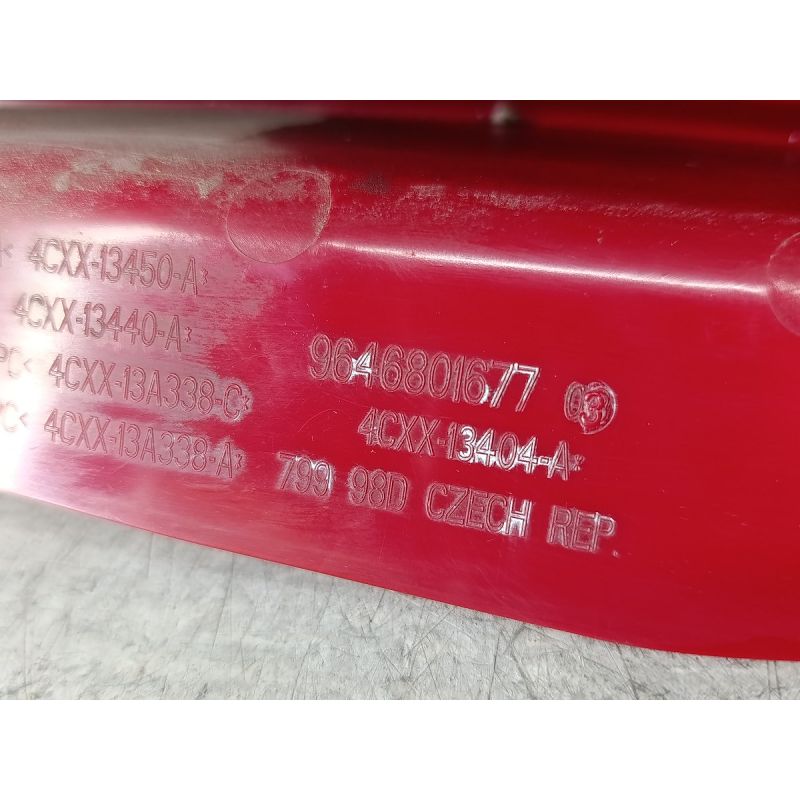 4CXX-13450-A*
4CXX-13440-A*
PC< 4CXX-13A338-C*
PC< 4CXX-13A338-A*
9646801677 03
4CXX-13404-A*
799 98D CZECH REP.